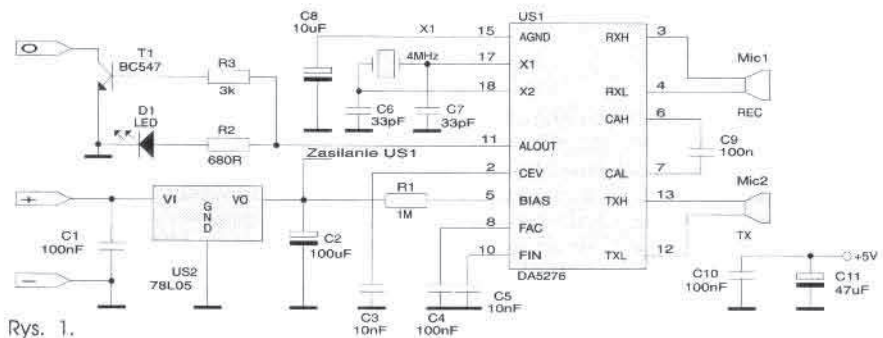 C8
10uF
X1
US1
15
AGND
RXH
3
T1
BC547
R3
3k
4MHz
17
X1
Mic1
18
X2
RXL
4
REC
C6
33pF
C7
33pF
CAH
6
D1
LED
R2
680R
11
ALOUT
C9
100n
Zasilanie US1
2
CEV
CAL
7
+
VI
GND
VO
R1
1M
5
BIAS
TXH
13
Mic2
C1
100nF
C2
100uF
8
FAC
TX
10
FIN
TXL
12
+5V
US2
78L05
DA5276
C10
100nF
C11
47uF
-
C3
10nF
C4
100nF
C5
10nF
Rys. 1.